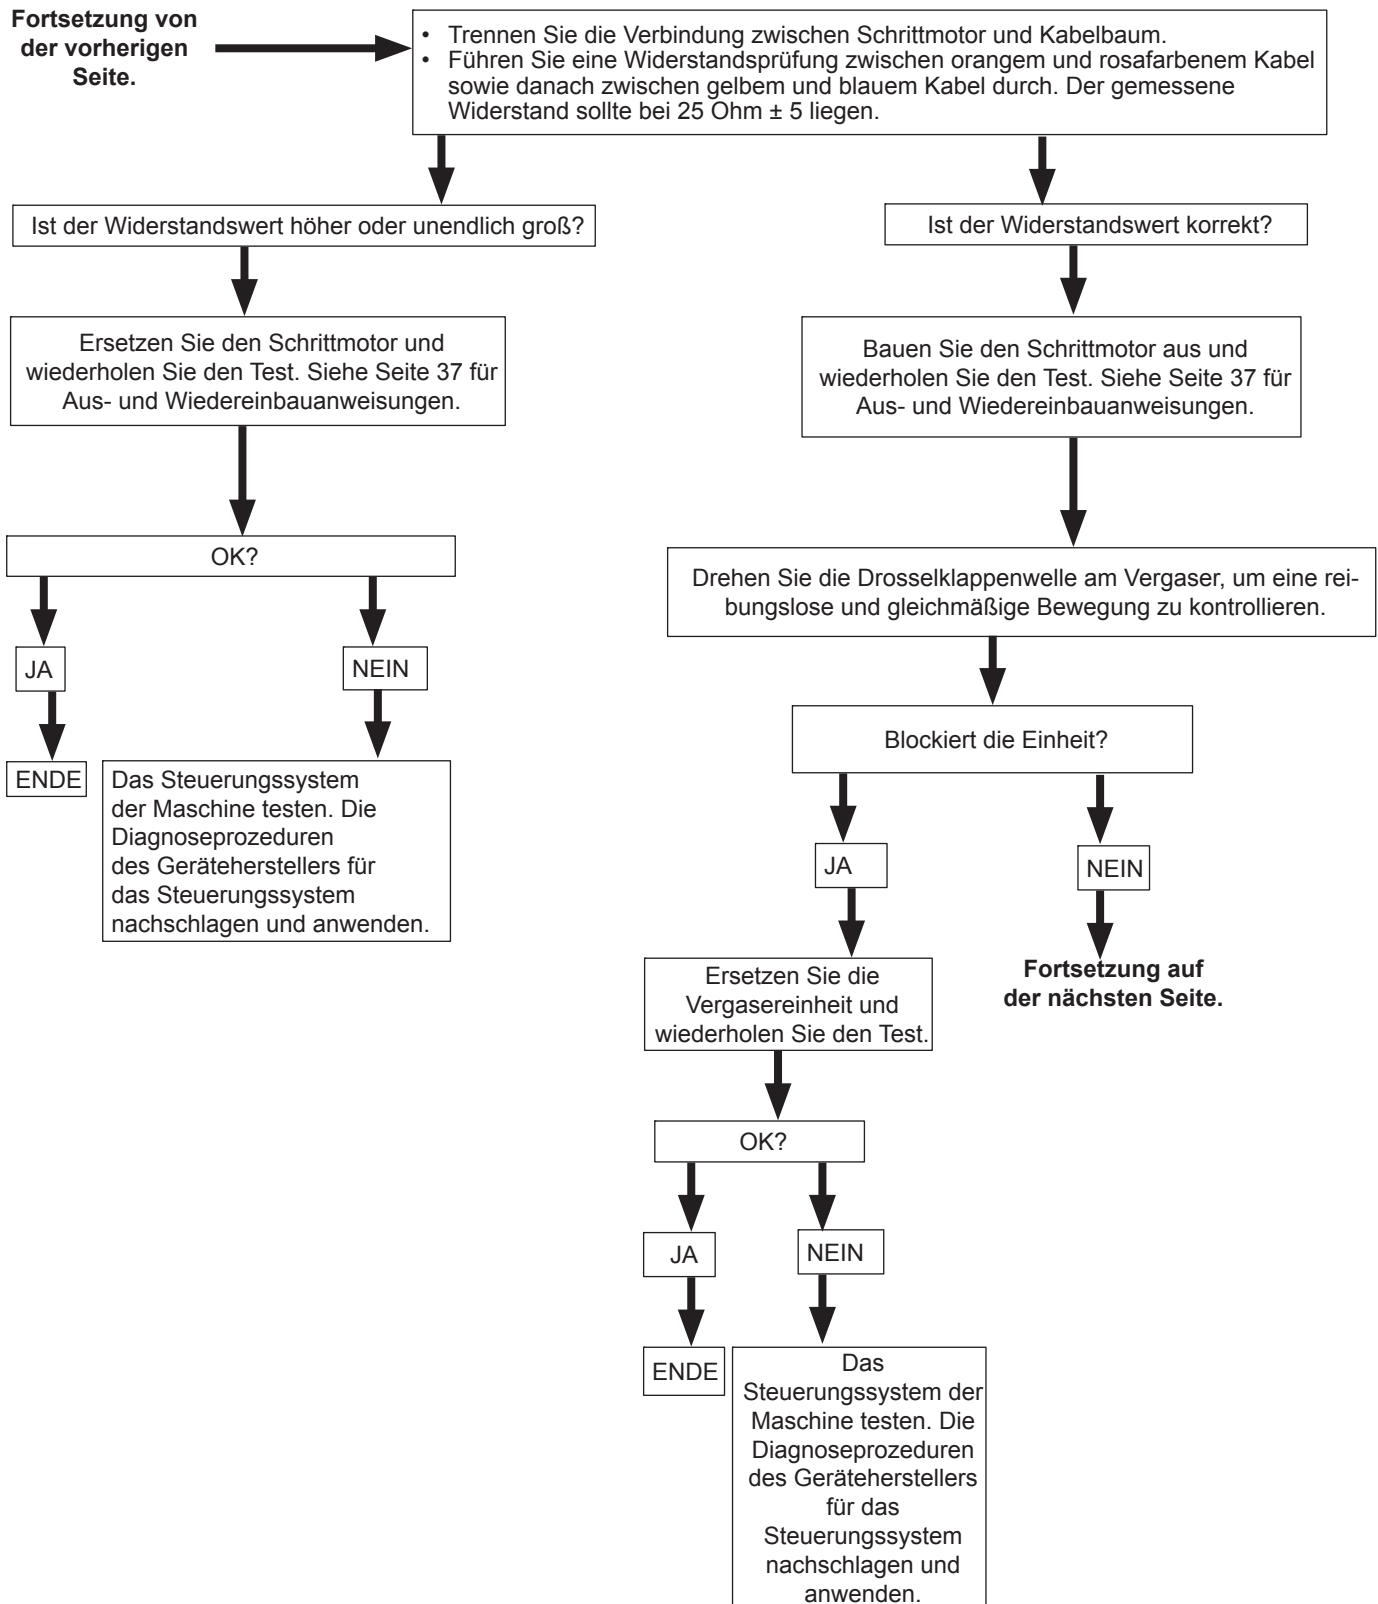 Fortsetzung von
der vorherigen
Seite.
• Trennen Sie die Verbindung zwischen Schrittmotor und Kabelbaum.
• Führen Sie eine Widerstandsprüfung zwischen orangem und rosafarbenem Kabel
sowie danach zwischen gelbem und blauem Kabel durch. Der gemessene
Widerstand sollte bei 25 Ohm ± 5 liegen.
Ist der Widerstandswert höher oder unendlich groß?
Ersetzen Sie den Schrittmotor und
wiederholen Sie den Test. Siehe Seite 37 für
Aus- und Wiedereinbauanweisungen.
OK?
JA
NEIN
ENDE
Das Steuerungssystem
der Maschine testen. Die
Diagnoseprozeduren
des Geräteherstellers für
das Steuerungssystem
nachschlagen und anwenden.
Ist der Widerstandswert korrekt?
Bauen Sie den Schrittmotor aus und
wiederholen Sie den Test. Siehe Seite 37 für
Aus- und Wiedereinbauanweisungen.
Drehen Sie die Drosselklappenwelle am Vergaser, um eine rei-
bungslose und gleichmäßige Bewegung zu kontrollieren.
Blockiert die Einheit?
JA
NEIN
Ersetzen Sie die
Vergasereinheit und
wiederholen Sie den Test.
Fortsetzung auf
der nächsten Seite.
OK?
JA
NEIN
ENDE
Das
Steuerungssystem der
Maschine testen. Die
Diagnoseprozeduren
des Geräteherstellers
für das
Steuerungssystem
nachschlagen und
anwenden.